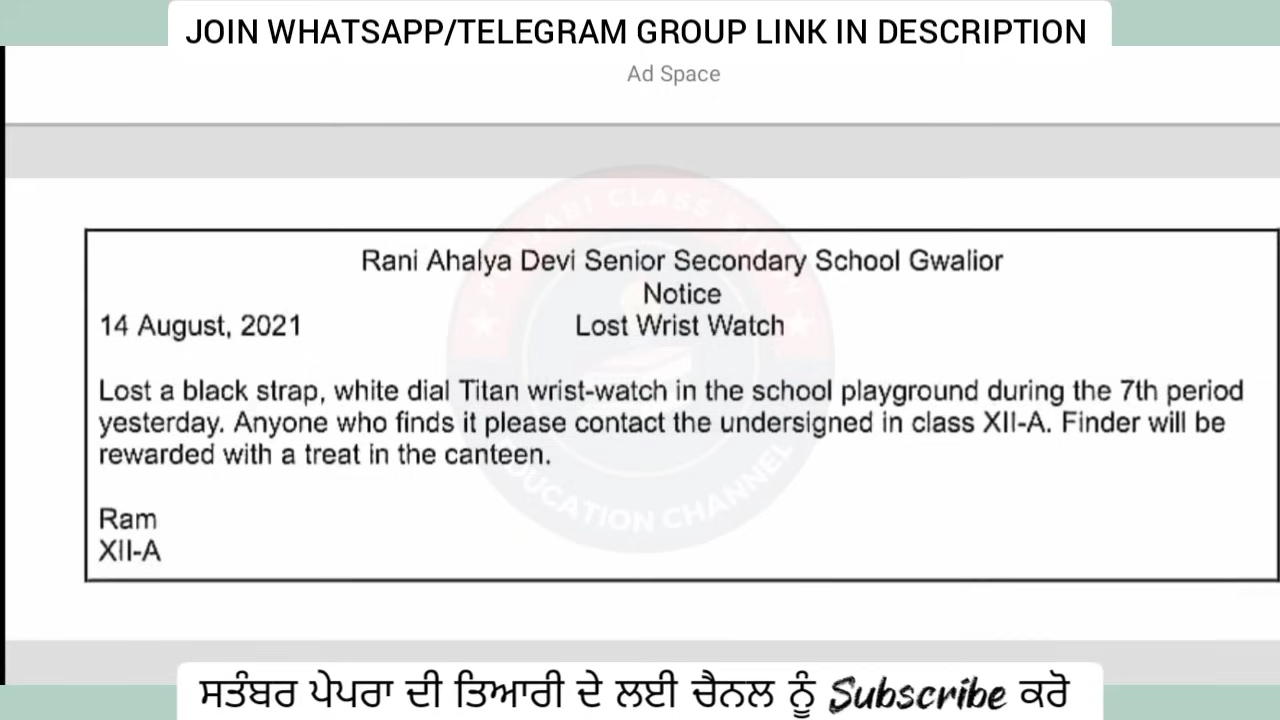 JOIN WHATSAPP/TELEGRAM GROUP LINK IN DESCRIPTION
Ad Space
Rani Ahalya Devi Senior Secondary School Gwalior
Notice
14 August, 2021 Lost Wrist Watch
Lost a black strap, white dial Titan wrist-watch in the school playground during the 7th period
yesterday. Anyone who finds it please contact the undersigned in class XII-A. Finder will be
rewarded with a treat in the canteen.
Ram
XII-A
CLASS
EDUCATION CHANNEL
ਸਤੰਬਰ ਪੇਪਰਾ ਦੀ ਤਿਆਰੀ ਦੇ ਲਈ ਚੈਨਲ ਨੂੰ Subscribe ਕਰੋ